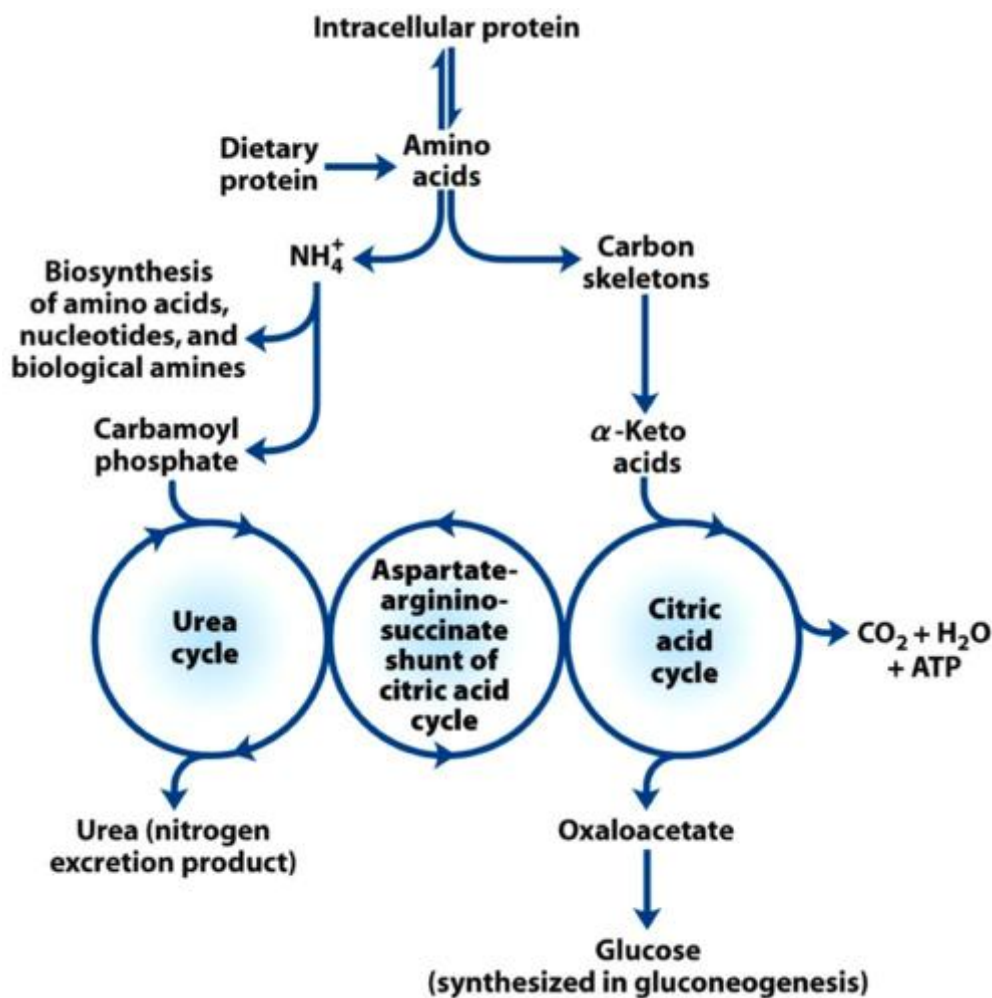 Intracellular protein
Dietary
protein
Amino
acids
NH₄⁺
Carbon
skeletons
Biosynthesis
of amino acids,
nucleotides, and
biological amines
Carbamoyl
phosphate
α-Keto
acids
Urea
cycle
Aspartate-
arginino-
succinate
shunt of
citric acid
cycle
Citric
acid
cycle
CO₂ + H₂O
+ ATP
Urea (nitrogen
excretion product)
Oxaloacetate
Glucose
(synthesized in gluconeogenesis)